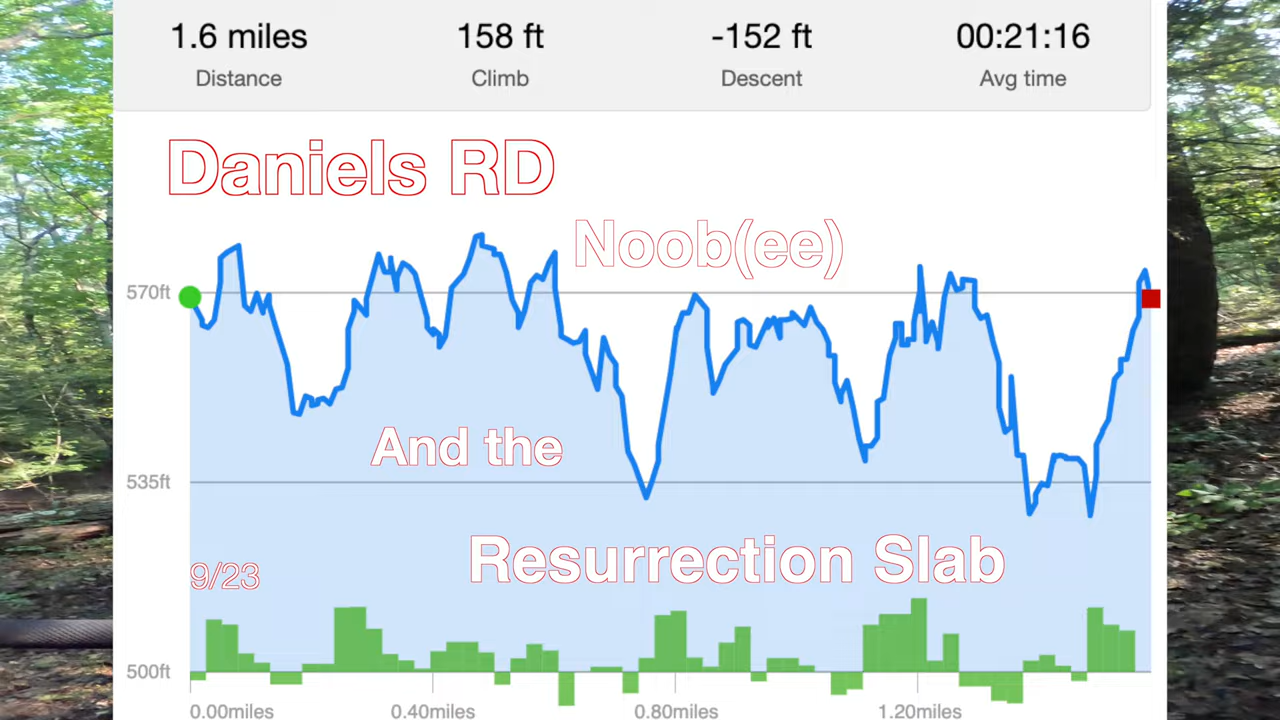 1.6 miles 158 ft -152 ft 00:21:16
Distance Climb Descent Avg time
Daniels RD
Noob(ee)
570ft
And the
535ft
Resurrection Slab
9/23
500ft
0.00miles 0.40miles 0.80miles 1.20miles